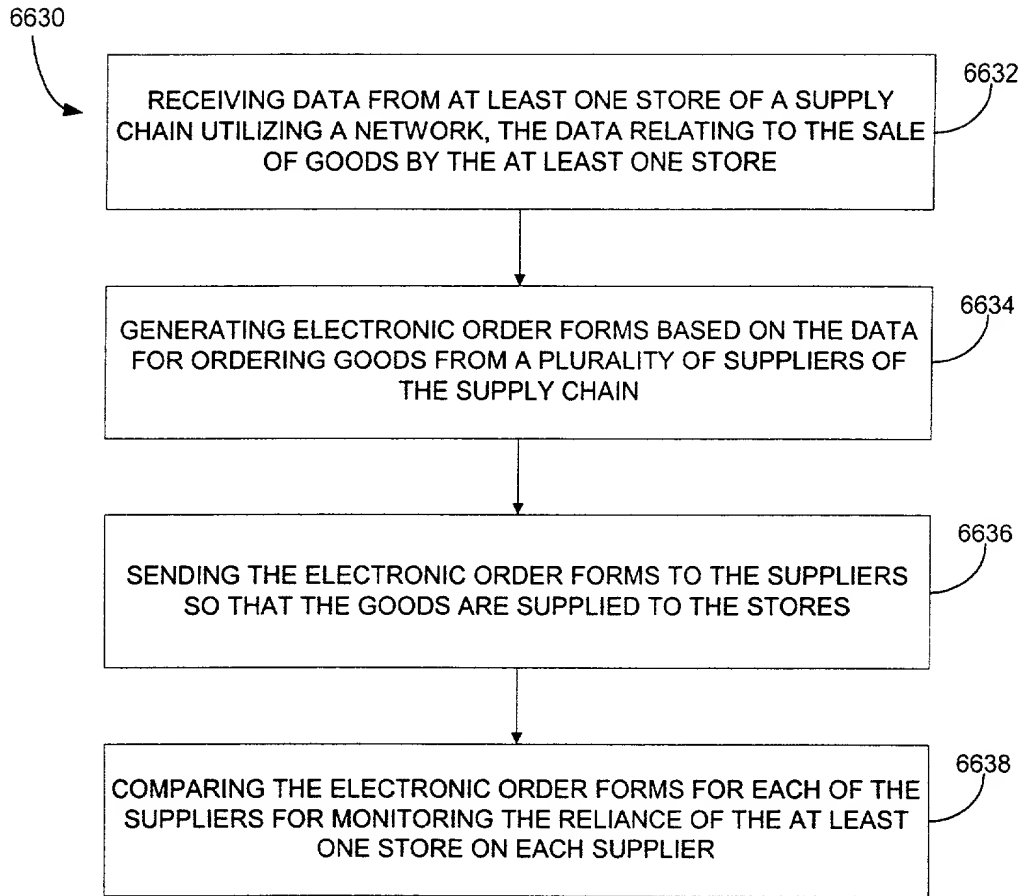 6630
6632
RECEIVING DATA FROM AT LEAST ONE STORE OF A SUPPLY
CHAIN UTILIZING A NETWORK, THE DATA RELATING TO THE SALE
OF GOODS BY THE AT LEAST ONE STORE
6634
GENERATING ELECTRONIC ORDER FORMS BASED ON THE DATA
FOR ORDERING GOODS FROM A PLURALITY OF SUPPLIERS OF
THE SUPPLY CHAIN
6636
SENDING THE ELECTRONIC ORDER FORMS TO THE SUPPLIERS
SO THAT THE GOODS ARE SUPPLIED TO THE STORES
6638
COMPARING THE ELECTRONIC ORDER FORMS FOR EACH OF THE
SUPPLIERS FOR MONITORING THE RELIANCE OF THE AT LEAST
ONE STORE ON EACH SUPPLIER